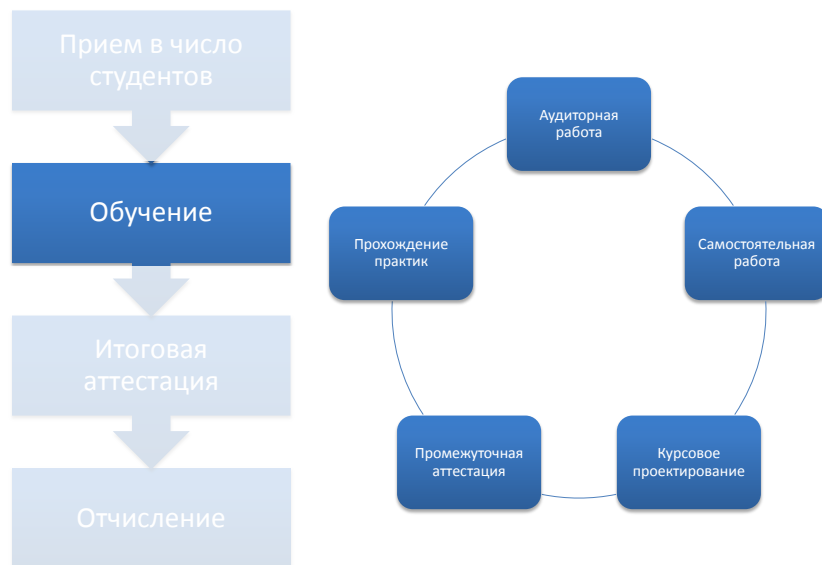 Прием в число
студентов
Обучение
Итоговая
аттестация
Отчисление
Аудиторная
работа
Самостоятельная
работа
Курсовое
проектирование
Промежуточная
аттестация
Прохождение
практик